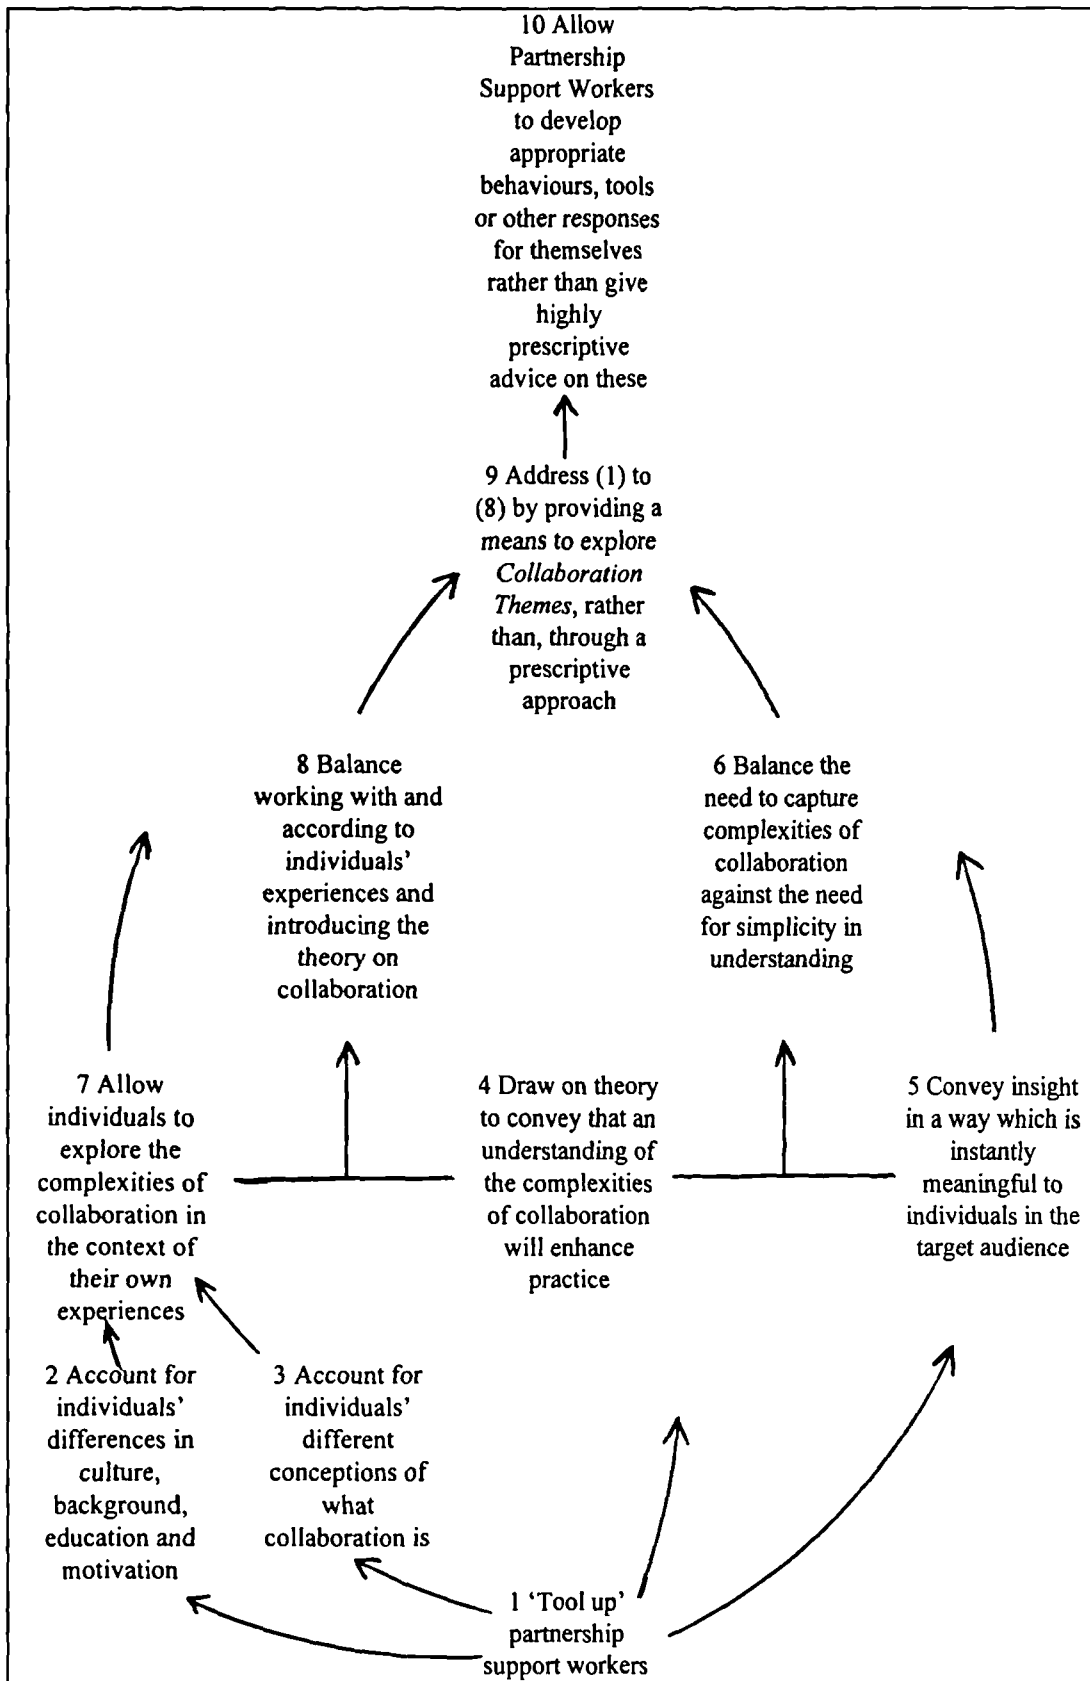 10 Allow
Partnership
Support Workers
to develop
appropriate
behaviours, tools
or other responses
for themselves
rather than give
highly
prescriptive
advice on these
9 Address (1) to
(8) by providing a
means to explore
Collaboration
Themes, rather
than, through a
prescriptive
approach
8 Balance
working with and
according to
individuals’
experiences and
introducing the
theory on
collaboration
6 Balance the
need to capture
complexities of
collaboration
against the need
for simplicity in
understanding
7 Allow
individuals to
explore the
complexities of
collaboration in
the context of
their own
experiences
4 Draw on theory
to convey that an
understanding of
the complexities
of collaboration
will enhance
practice
5 Convey insight
in a way which is
instantly
meaningful to
individuals in the
target audience
2 Account for
individuals’
differences in
culture,
background,
education and
motivation
3 Account for
individuals’
different
conceptions of
what
collaboration is
1 ‘Tool up’
partnership
support workers